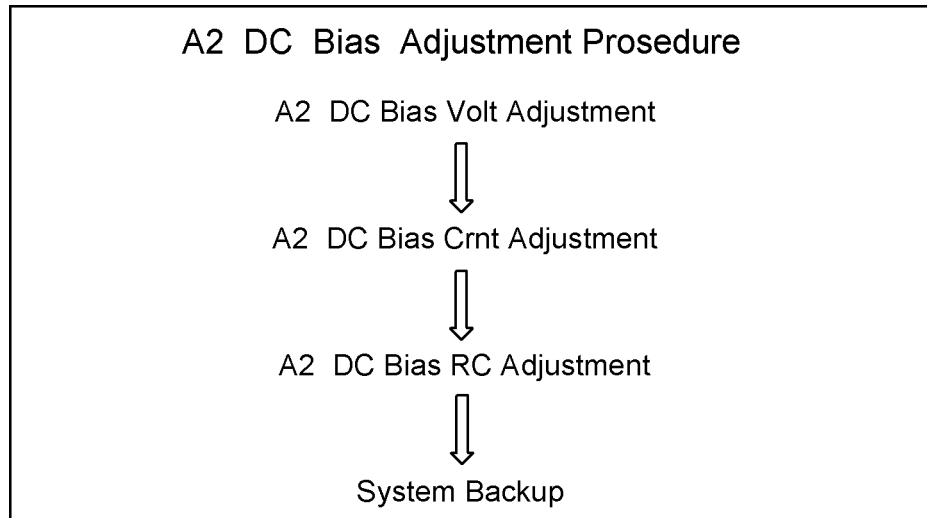 A2 DC Bias Adjustment Prosedure
A2 DC Bias Volt Adjustment
A2 DC Bias Crnt Adjustment
A2 DC Bias RC Adjustment
System Backup